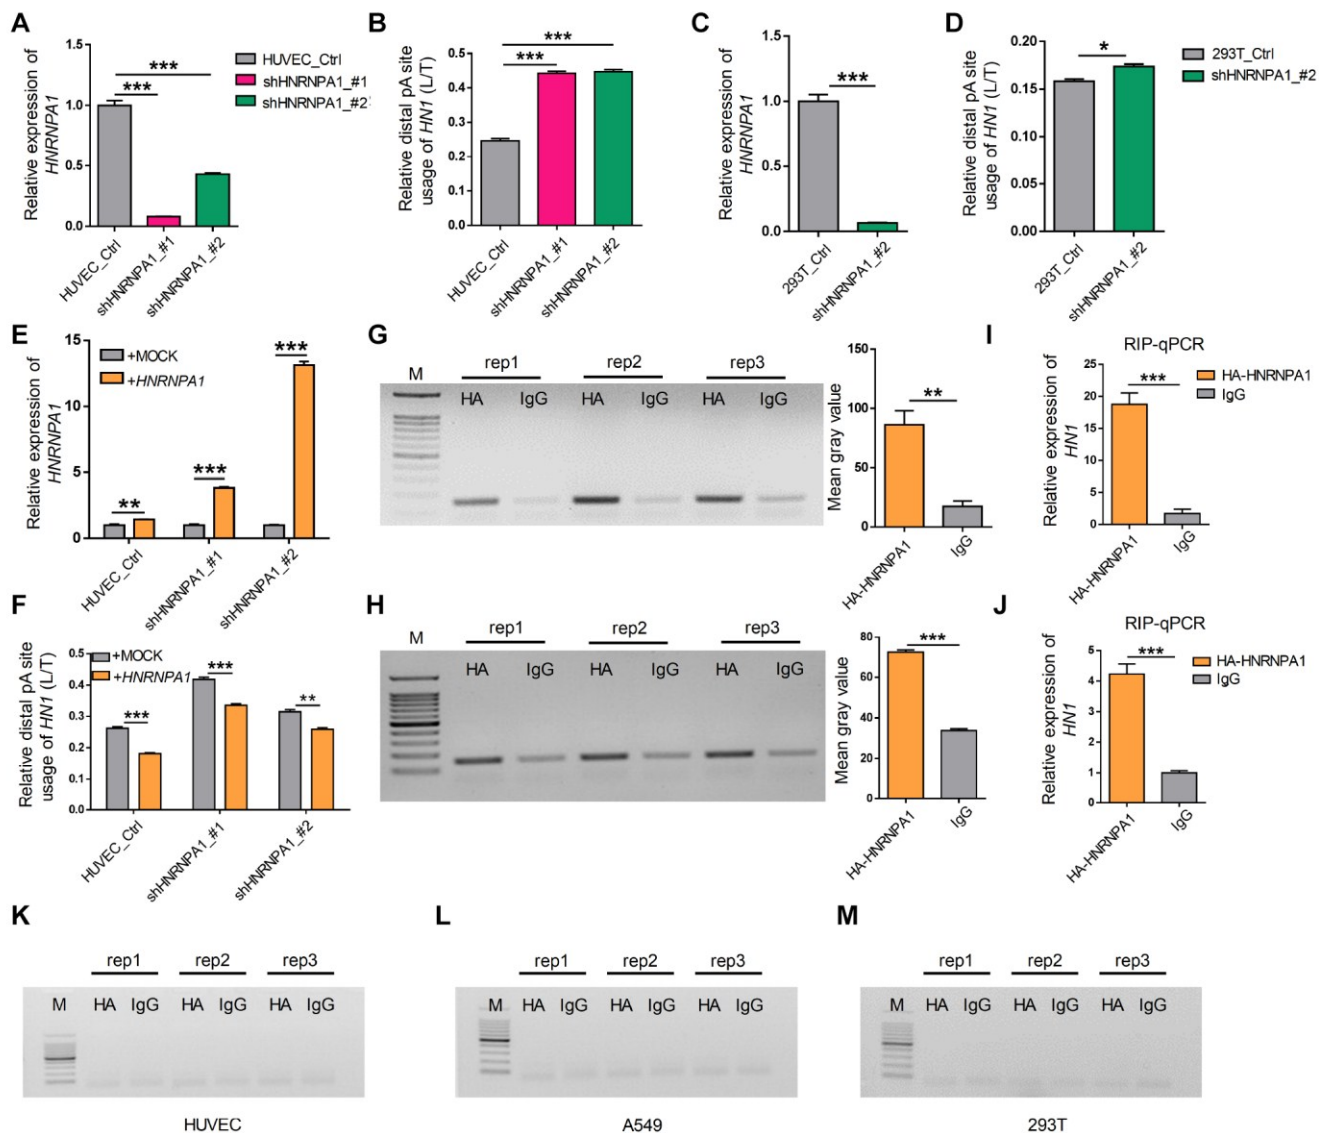 A
Relative expression of
HNRNPA1
1.5
1.0
0.5
0.0
***
***
HUVEC_Ctrl
shHNRNPA1_#1
shHNRNPA1_#2
HUVEC_Ctrl
shHNRNPA1_#1
shHNRNPA1_#2
B
Relative distal pA site
usage of HN1 (L/T)
0.5
0.4
0.3
0.2
0.1
0.0
***
***
HUVEC_Ctrl
shHNRNPA1_#1
shHNRNPA1_#2
C
Relative expression of
HNRNPA1
1.5
1.0
0.5
0.0
***
293T_Ctrl
shHNRNPA1_#2
D
Relative distal pA site
usage of HN1 (L/T)
0.20
0.15
0.10
0.05
0.00
*
293T_Ctrl
shHNRNPA1_#2
293T_Ctrl
shHNRNPA1_#2
E
Relative expression of
HNRNPA1
15
10
5
0
+MOCK
+HNRNPA1
**
***
***
HUVEC_Ctrl
shHNRNPA1_#1
shHNRNPA1_#2
G
rep1 rep2 rep3
M HA IgG HA IgG HA IgG
Mean gray value
150
100
50
0
**
HA-HNRNPA1
IgG
I
RIP-qPCR
Relative expression of
HN1
25
20
15
10
5
0
***
HA-HNRNPA1
IgG
HA-HNRNPA1
IgG
F
Relative distal pA site
usage of HN1 (L/T)
0.5
0.4
0.3
0.2
0.1
0.0
+MOCK
+HNRNPA1
***
***
**
HUVEC_Ctrl
shHNRNPA1_#1
shHNRNPA1_#2
H
rep1 rep2 rep3
M HA IgG HA IgG HA IgG
Mean gray value
80
60
40
20
0
***
HA-HNRNPA1
IgG
J
RIP-qPCR
Relative expression of
HN1
5
4
3
2
1
0
***
HA-HNRNPA1
IgG
HA-HNRNPA1
IgG
K
rep1 rep2 rep3
M HA IgG HA IgG HA IgG
HUVEC
L
rep1 rep2 rep3
M HA IgG HA IgG HA IgG
A549
M
rep1 rep2 rep3
M HA IgG HA IgG HA IgG
293T